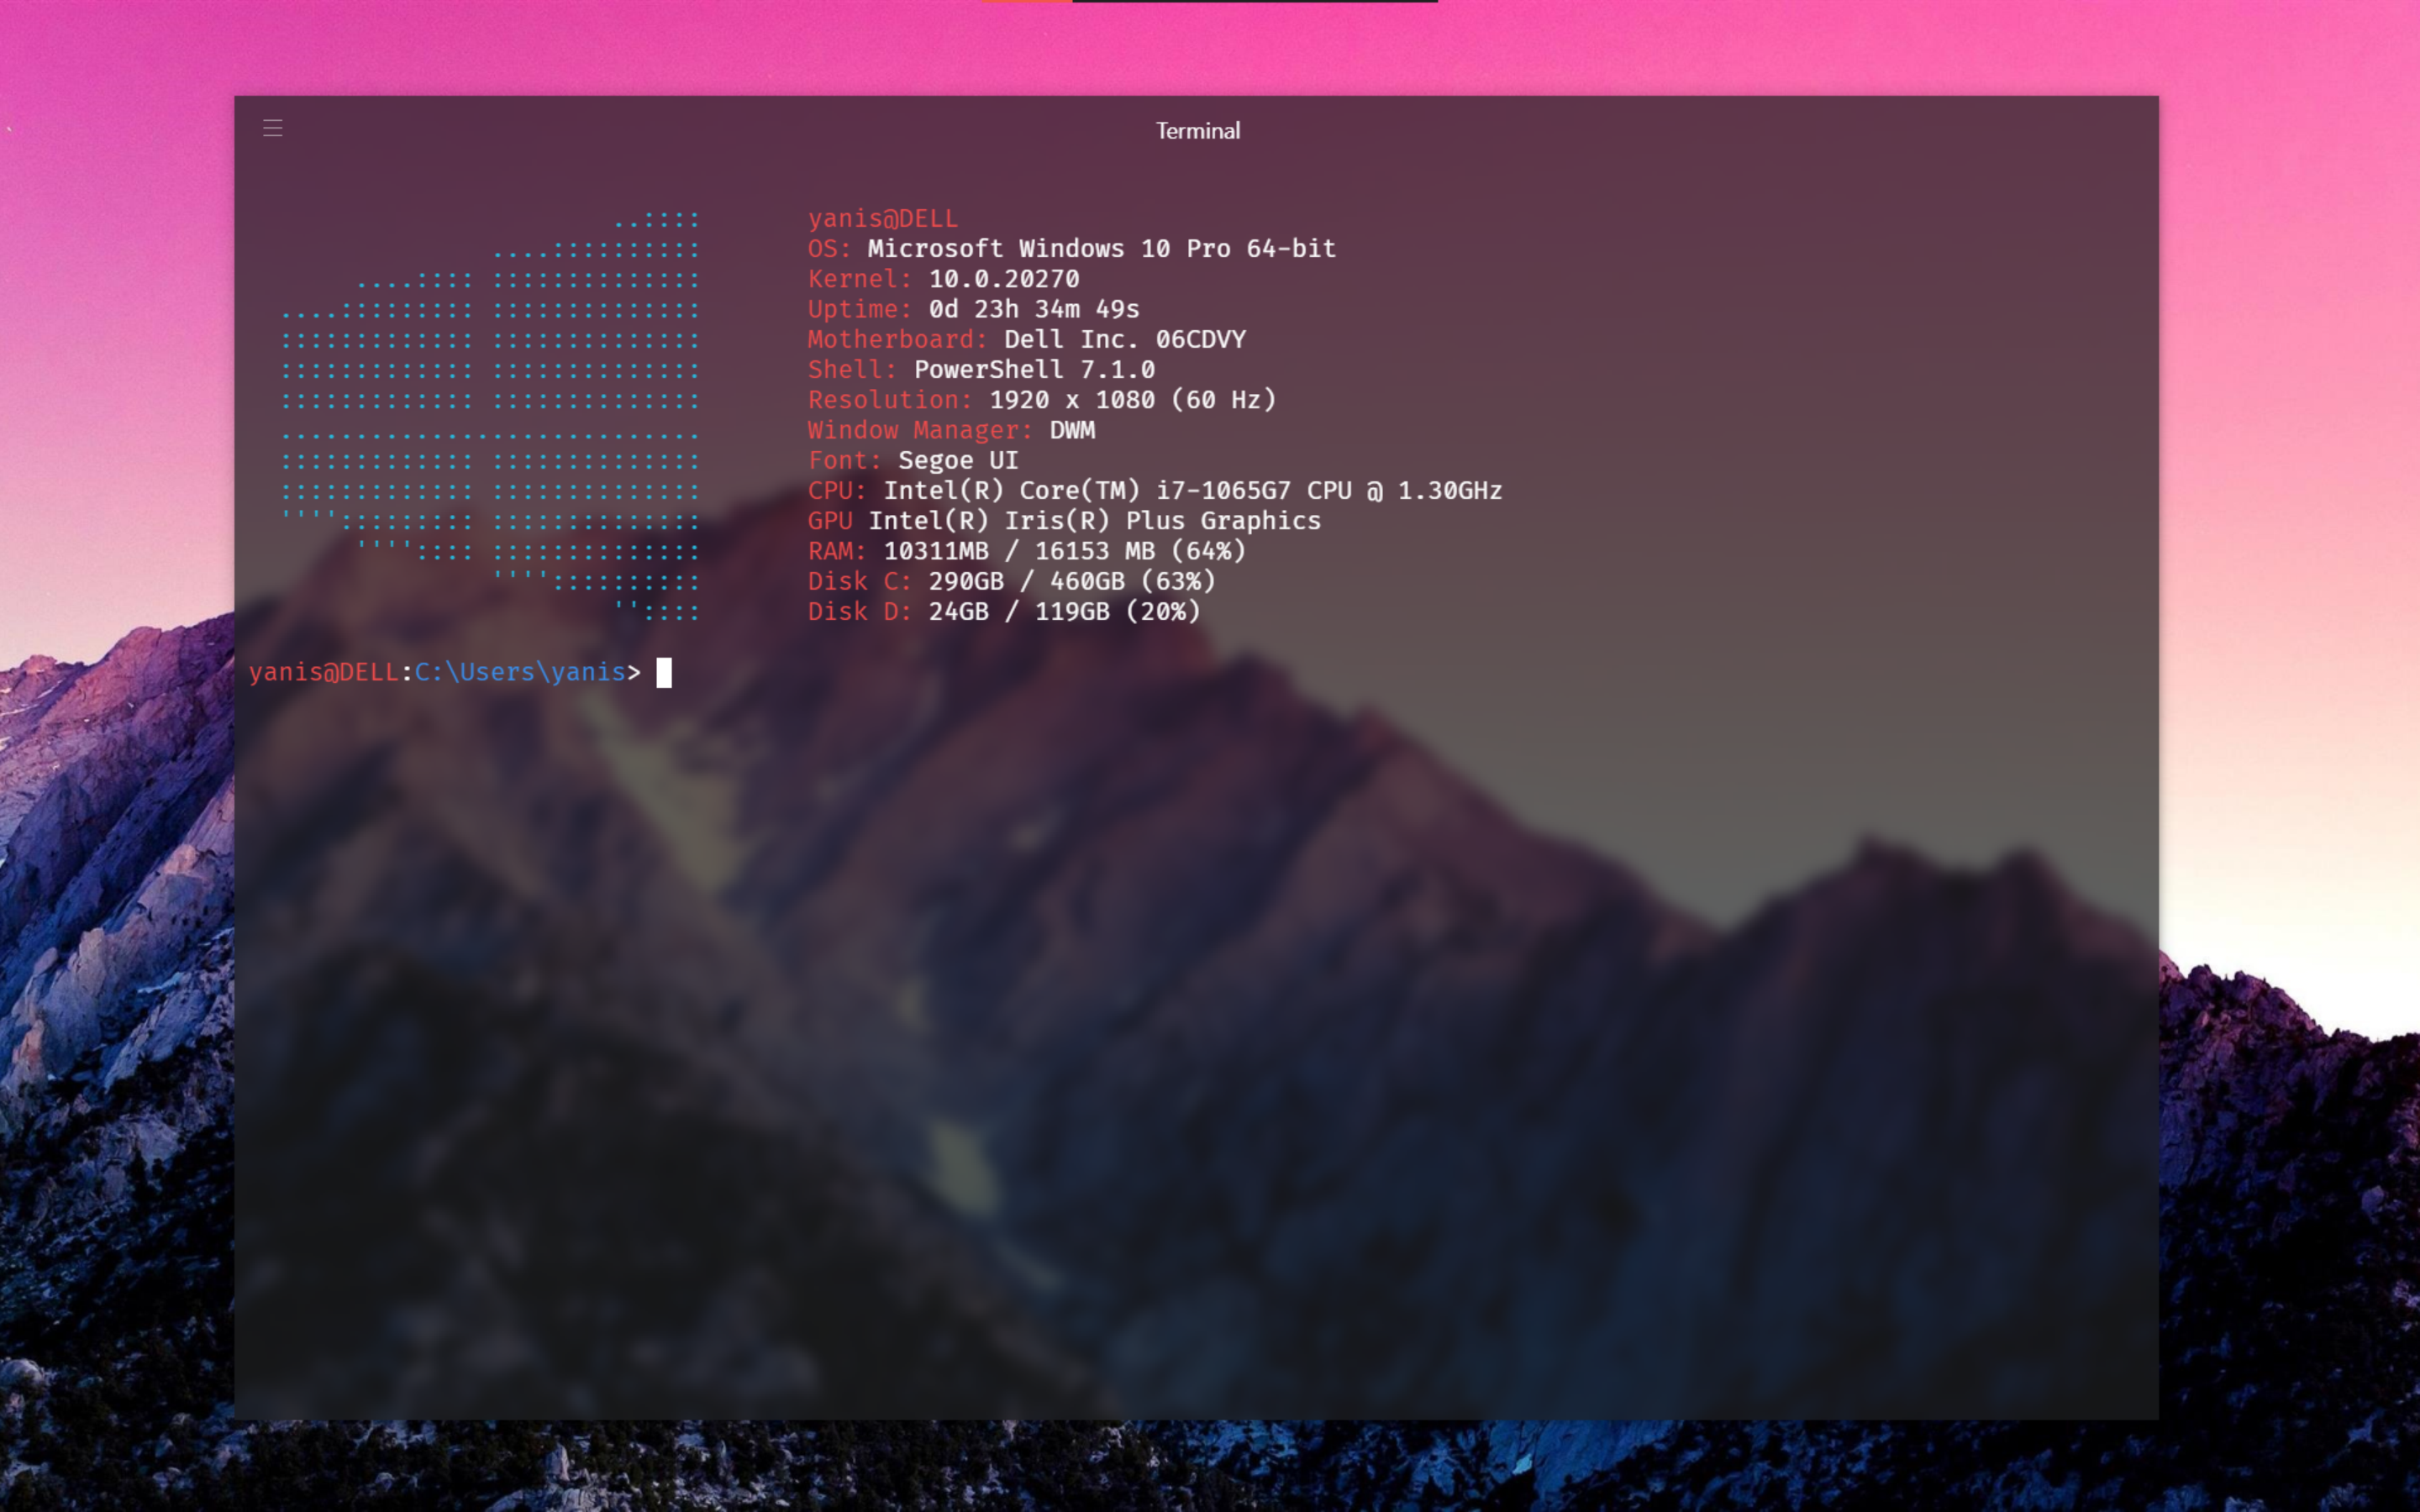 Terminal
yanis@DELL
OS: Microsoft Windows 10 Pro 64-bit
Kernel: 10.0.20270
Uptime: 0d 23h 34m 49s
Motherboard: Dell Inc. 06CDVY
Shell: PowerShell 7.1.0
Resolution: 1920 x 1080 (60 Hz)
Window Manager: DWM
Font: Segoe UI
CPU: Intel(R) Core(TM) i7-1065G7 CPU @ 1.30GHz
GPU Intel(R) Iris(R) Plus Graphics
RAM: 10311MB / 16153 MB (64%)
Disk C: 290GB / 460GB (63%)
Disk D: 24GB / 119GB (20%)
yanis@DELL:C:\Users\yanis>